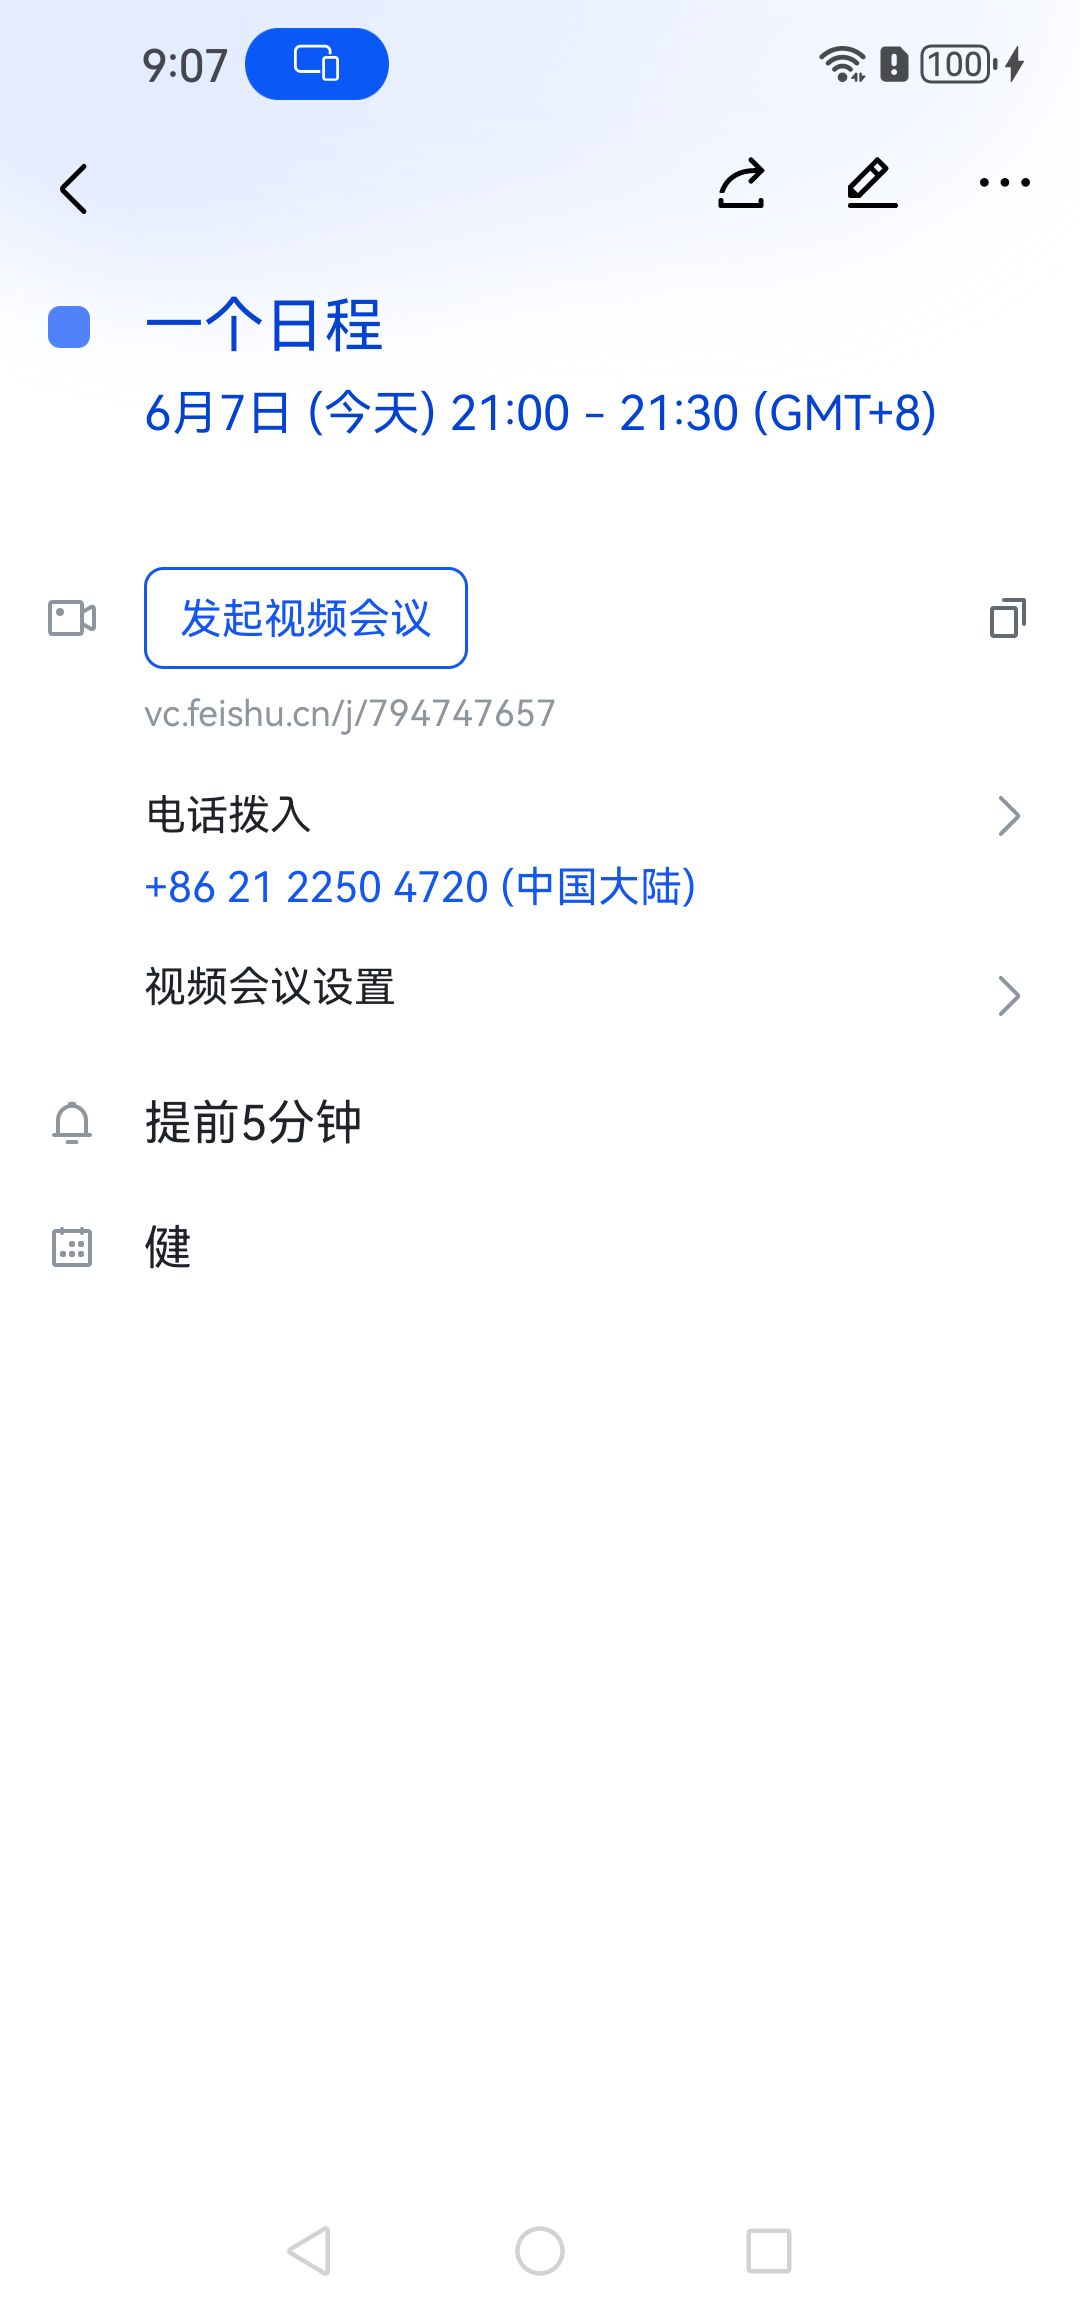 9:07
100
一个日程
6月7日 (今天) 21:00 - 21:30 (GMT+8)
发起视频会议
vc.feishu.cn/j/794747657
电话拨入
+86 21 2250 4720 (中国大陆)
视频会议设置
提前5分钟
健